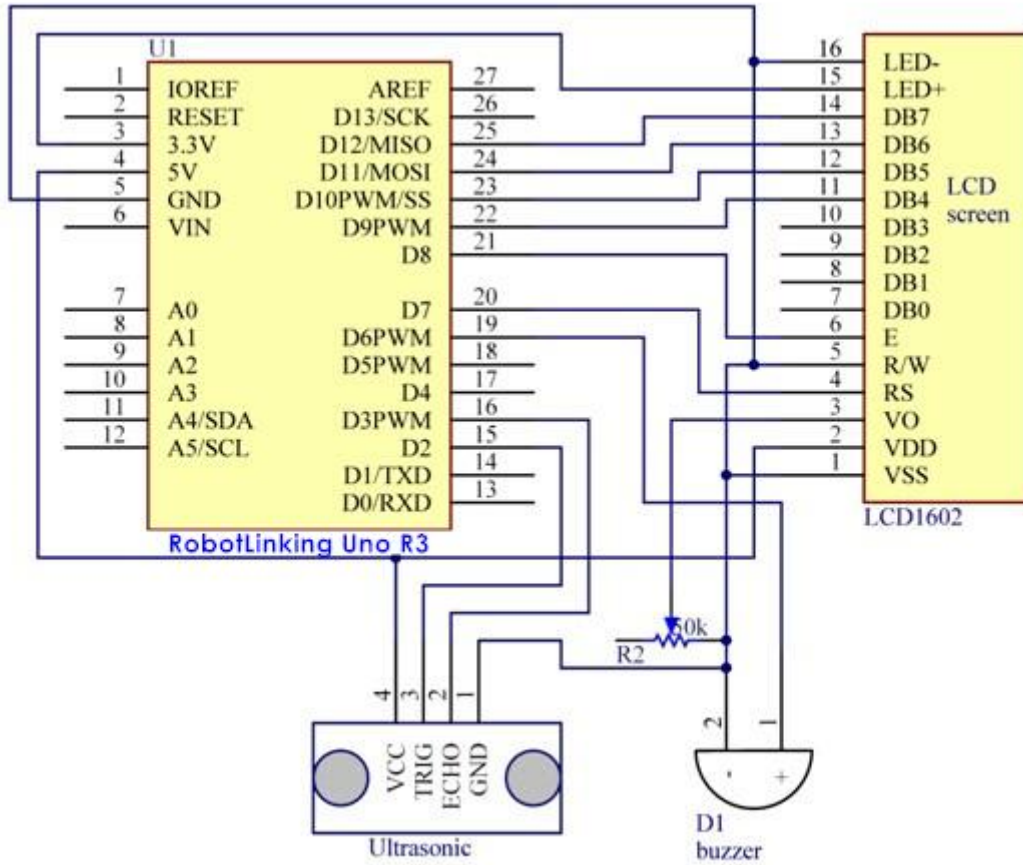 U1
1 IOREF
2 RESET
3 3.3V
4 5V
5 GND
6 VIN
7 A0
8 A1
9 A2
10 A3
11 A4/SDA
12 A5/SCL
AREF 27
D13/SCK 26
D12/MISO 25
D11/MOSI 24
D10PWM/SS 23
D9PWM 22
D8 21
D7 20
D6PWM 19
D5PWM 18
D4 17
D3PWM 16
D2 15
D1/TXD 14
D0/RXD 13
RobotLinking Uno R3
16 LED-
15 LED+
14 DB7
13 DB6
12 DB5
11 DB4
10 DB3
9 DB2
8 DB1
7 DB0
6 E
5 R/W
4 RS
3 VO
2 VDD
1 VSS
LCD
screen
LCD1602
R2
4 VCC
3 TRIG
2 ECHO
1 GND
Ultrasonic
2 -
1 +
D1
buzzer